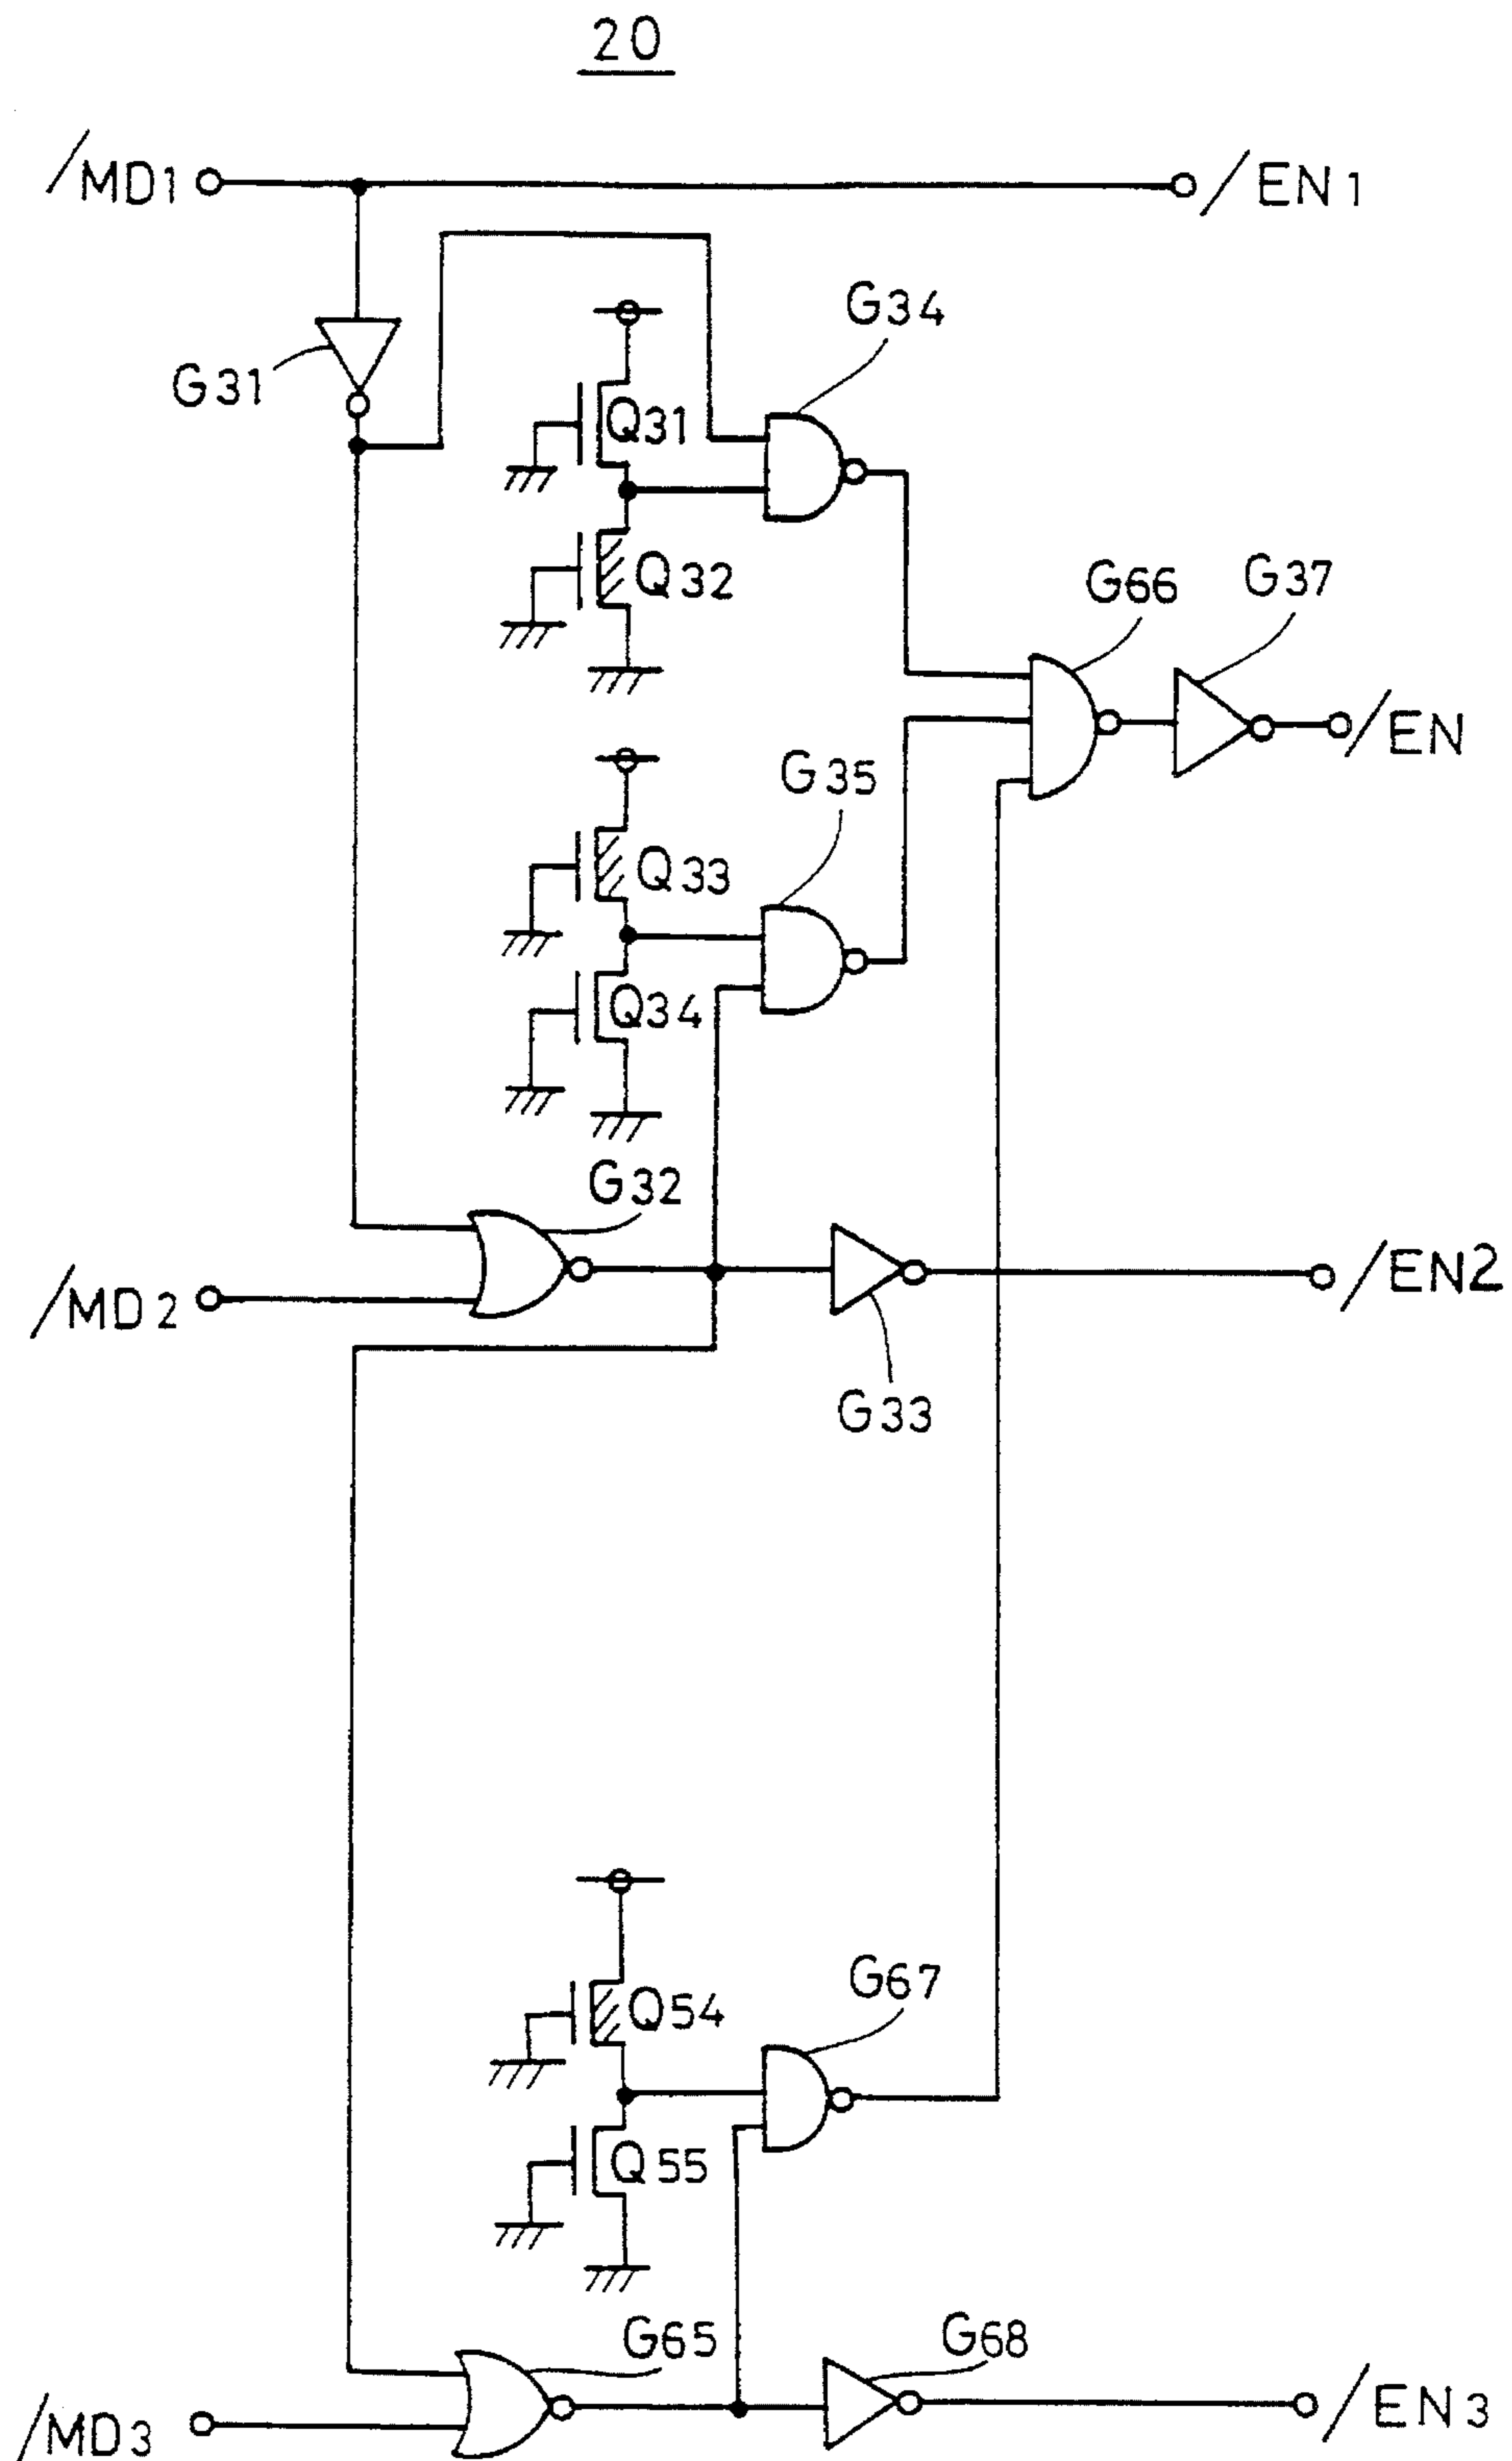 20
/MD1
/EN1
G34
G31
Q31
Q32
G66
G37
/EN
G35
Q33
Q34
G32
/MD2
/EN2
G33
G67
Q54
Q55
G65
G68
/MD3
/EN3